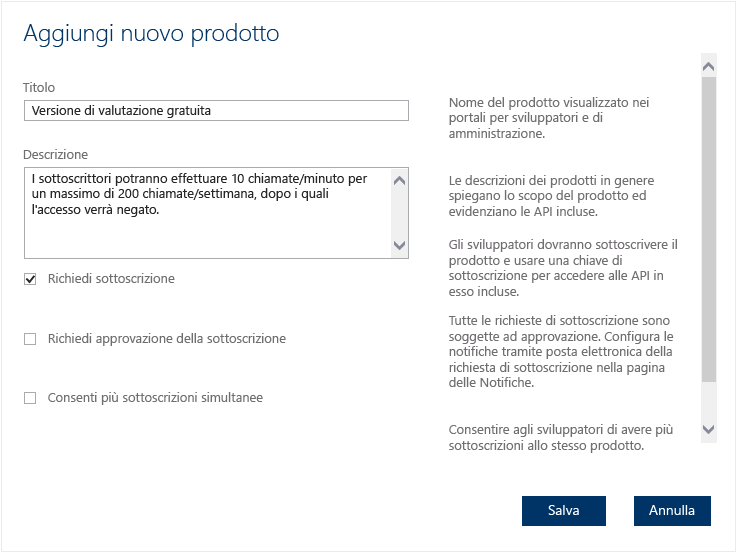 Aggiungi nuovo prodotto
Titolo
Versione di valutazione gratuita
Nome del prodotto visualizzato nei
portali per sviluppatori e di
amministrazione.
Descrizione
I sottoscrittori potranno effettuare 10 chiamate/minuto per
un massimo di 200 chiamate/settimana, dopo i quali
l'accesso verrà negato.
Le descrizioni dei prodotti in genere
spiegano lo scopo del prodotto ed
evidenziano le API incluse.
Richiedi sottoscrizione
Gli sviluppatori dovranno sottoscrivere il
prodotto e usare una chiave di
sottoscrizione per accedere alle API in
esso incluse.
Richiedi approvazione della sottoscrizione
Tutte le richieste di sottoscrizione sono
soggette ad approvazione. Configura le
notifiche tramite posta elettronica della
richiesta di sottoscrizione nella pagina
delle Notifiche.
Consenti più sottoscrizioni simultanee
Consentire agli sviluppatori di avere più
sottoscrizioni allo stesso prodotto.
Salva
Annulla